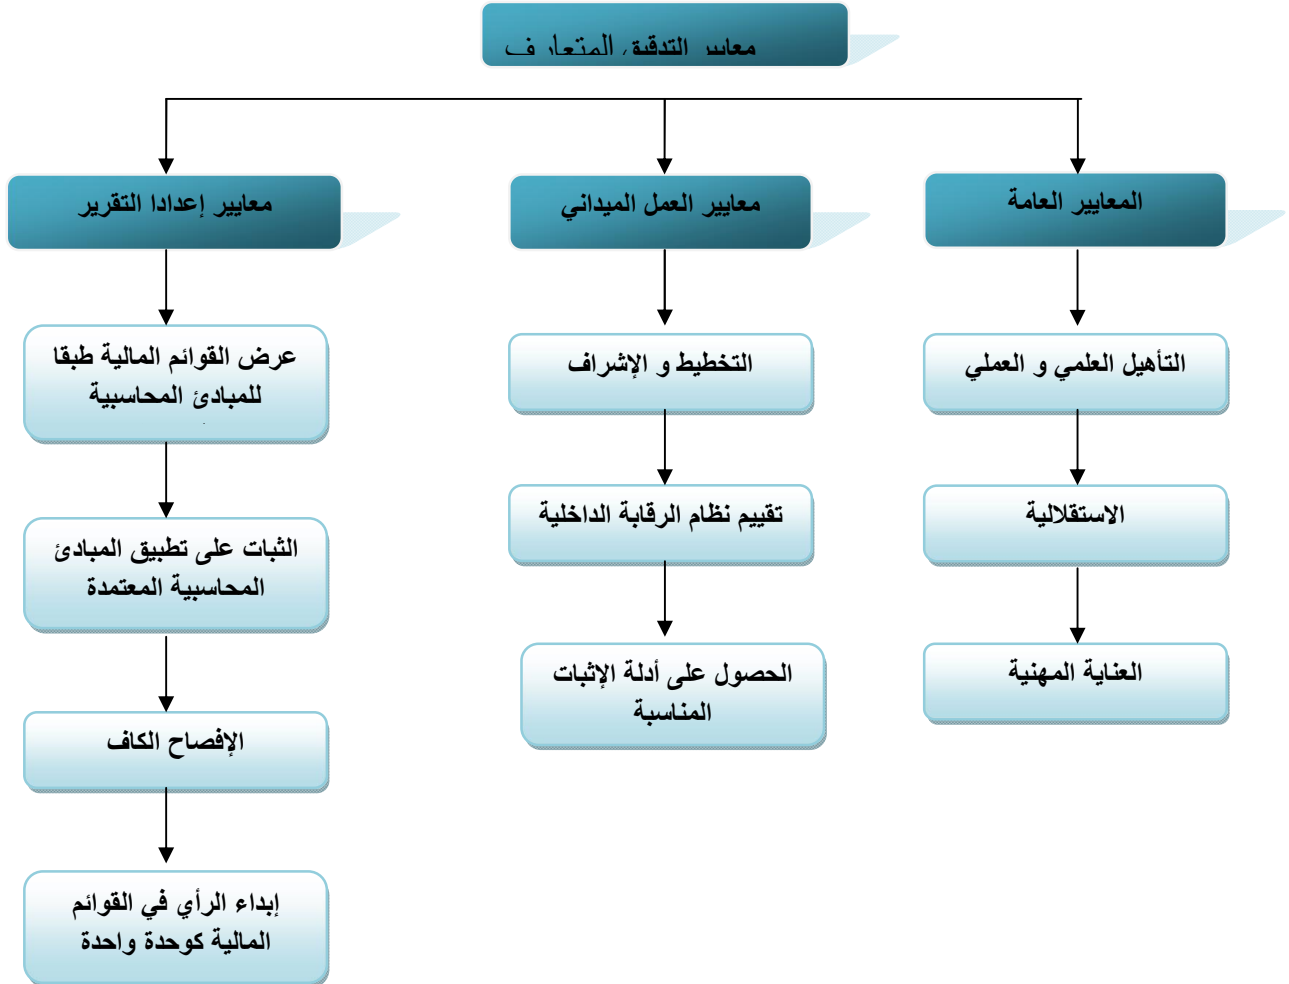 معايير التدقيق المتعارف
المعايير العامة
معايير العمل الميداني
معايير إعدادا التقرير
التأهيل العلمي و العملي
الاستقلالية
العناية المهنية
التخطيط و الإشراف
تقييم نظام الرقابة الداخلية
الحصول على أدلة الإثبات
المناسبة
عرض القوائم المالية طبقا
للمبادئ المحاسبية
الثبات على تطبيق المبادئ
المحاسبية المعتمدة
الإفصاح الكاف
إبداء الرأي في القوائم
المالية كوحدة واحدة